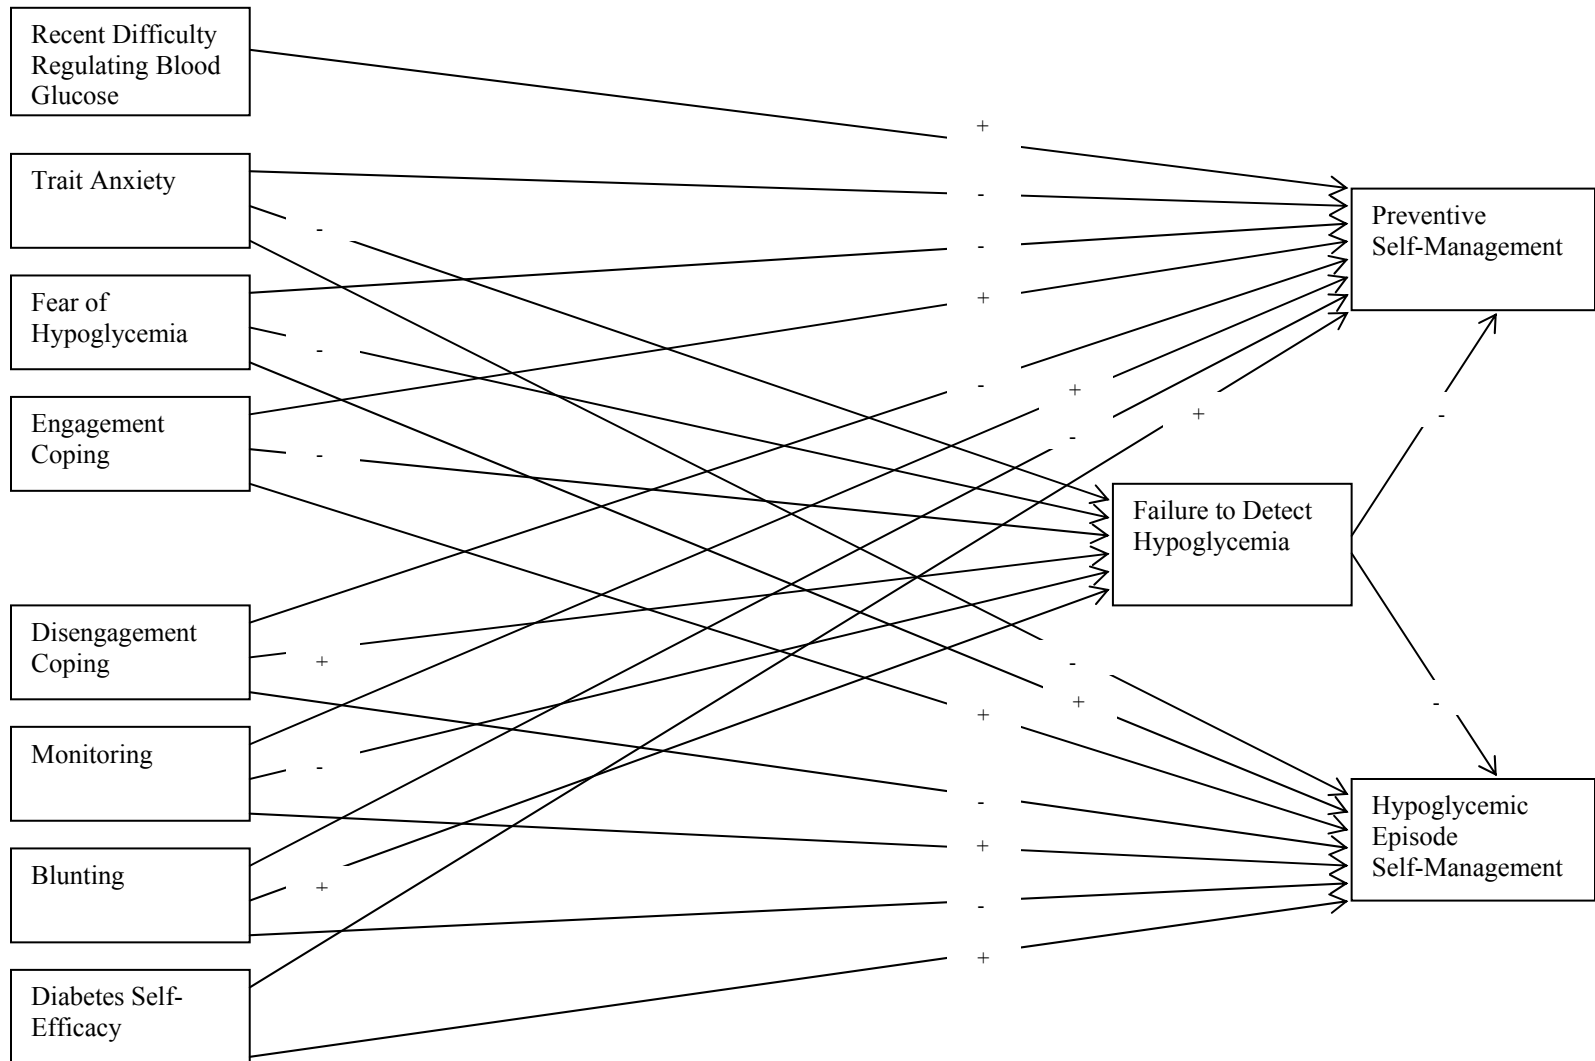 Recent Difficulty
Regulating Blood
Glucose
+
Trait Anxiety
-
-
Preventive
Self-Management
Fear of
Hypoglycemia
-
+
-
-
+
Engagement
Coping
-
+
-
-
-
Failure to Detect
Hypoglycemia
Disengagement
Coping
+
-
+
-
+
Monitoring
-
-
Hypoglycemic
Episode
Self-Management
+
Blunting
+
-
+
Diabetes Self-
Efficacy